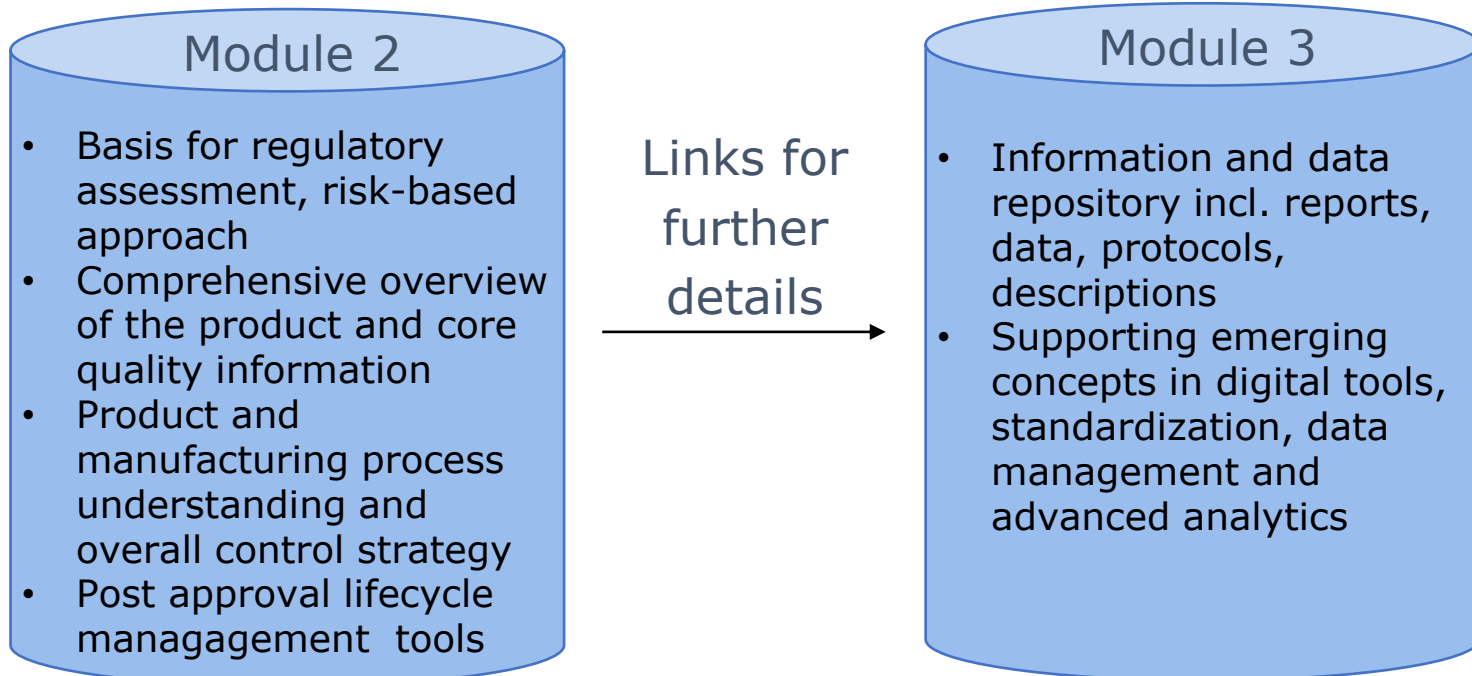 Module 2
• Basis for regulatory
assessment, risk-based
approach
• Comprehensive overview
of the product and core
quality information
• Product and
manufacturing process
understanding and
overall control strategy
• Post approval lifecycle
managagement  tools
Links for
further
details
Module 3
• Information and data
repository incl. reports,
data, protocols,
descriptions
• Supporting emerging
concepts in digital tools,
standardization, data
management and
advanced analytics